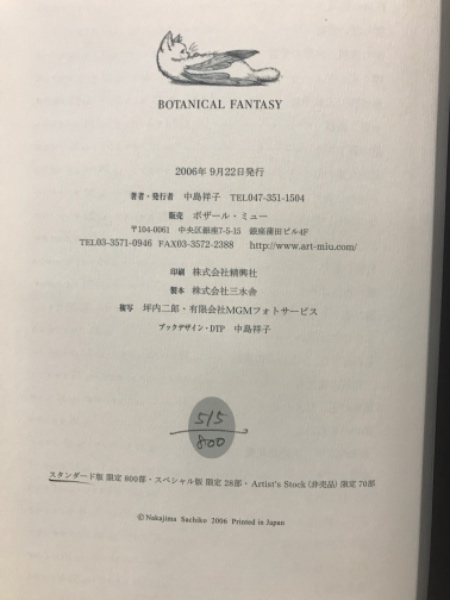 BOTANICAL FANTASY
2006年 9月22日発行
著者・発行者 中島祥子 TEL047-351-1504
販売 ボザール・ミュー
〒104-0061 中央区銀座7-5-15 銀座蒲田ビル4F
TEL03-3571-0946 FAX03-3572-2388 http://www.art-miu.com/
印刷 株式会社精興社
製本 株式会社三水舎
複写 坪内二郎・有限会社MGMフォトサービス
ブックデザイン・DTP 中島祥子
515
800
スタンダード版 限定 800部・スペシャル版 限定 28部・Artist's Stock (非売品) 限定 70部
©Nakajima Sachiko 2006 Printed in Japan